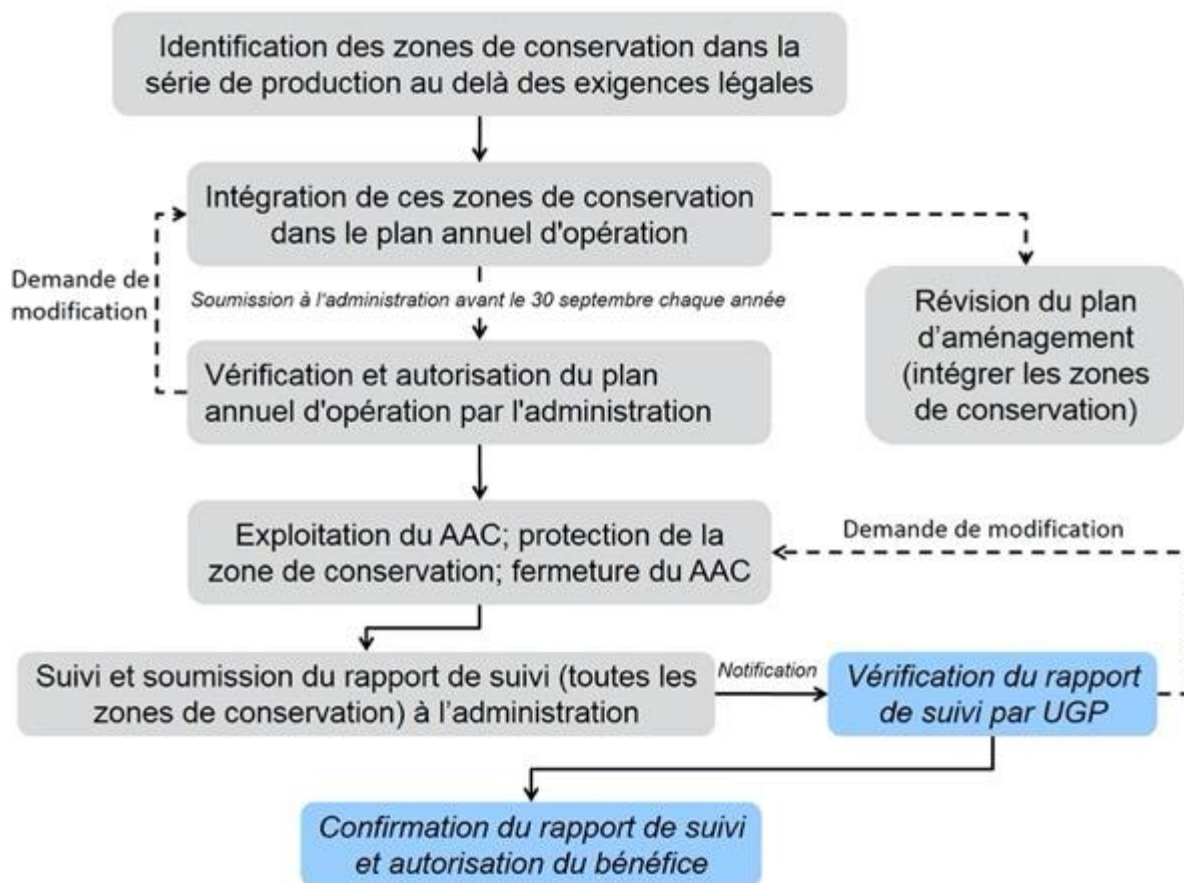 Identification des zones de conservation dans la
série de production au delà des exigences légales
Intégration de ces zones de conservation
dans le plan annuel d'opération
Demande de
modification
Soumission à l'administration avant le 30 septembre chaque année
Révision du plan
d’aménagement
(intégrer les zones
de conservation)
Vérification et autorisation du plan
annuel d'opération par l'administration
Exploitation du AAC; protection de la
zone de conservation; fermeture du AAC
Demande de modification
Suivi et soumission du rapport de suivi (toutes les
zones de conservation) à l’administration
Notification
Vérification du rapport
de suivi par UGP
Confirmation du rapport de suivi
et autorisation du bénéfice